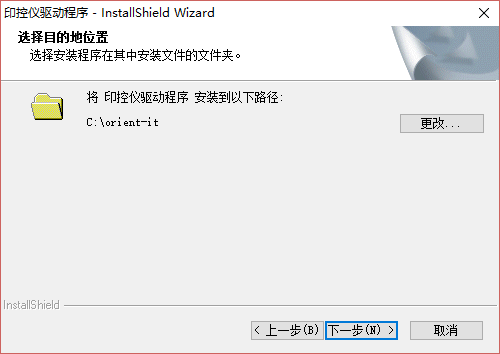 印控仪驱动程序 - InstallShield Wizard
选择目的地位置
选择安装程序在其中安装文件的文件夹。
将 印控仪驱动程序 安装到以下路径:
C:\orient-it
更改...
InstallShield
< 上一步(B)
下一步(N) >
取消